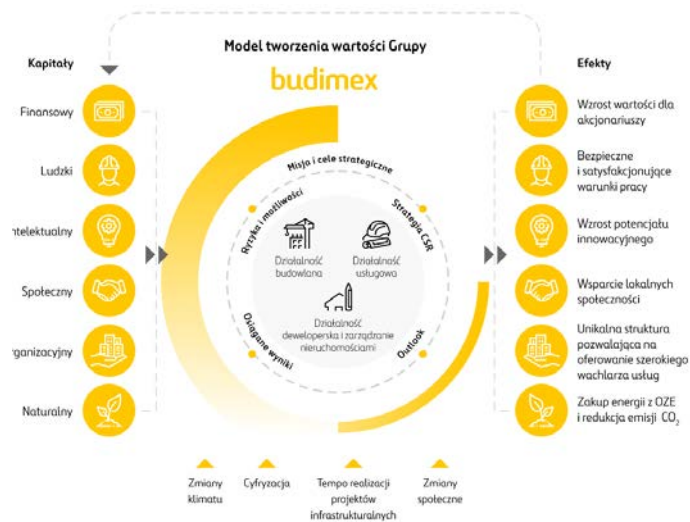 Model tworzenia wartości Grupy
budimex
Kapitały
Finansowy
Ludzki
ntelektualny
Społeczny
rganizacyjny
Naturalny
Misja i cele strategiczne
Ryzyka i możliwości
Strategia CSR
Osiągane wyniki
Outlook
Działalność
budowlana
Działalność
usługowa
Działalność
deweloperska i zarządzanie
nieruchomościami
Zmiany
klimatu
Cyfryzacja
Tempo realizacji
projektów
infrastrukturalnych
Zmiany
społeczne
Efekty
Wzrost wartości dla
akcjonariuszy
Bezpieczne
i satysfakcjonujące
warunki pracy
Wzrost potencjału
innowacyjnego
Wsparcie lokalnych
społeczności
Unikalna struktura
pozwalająca na
oferowanie szerokiego
wachlarza usług
Zakup energii z OZE
i redukcja emisji CO₂